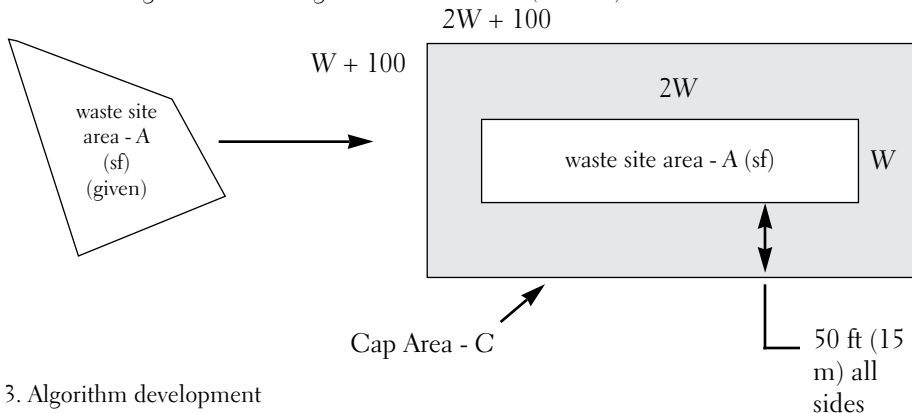 2W + 100
W + 100
2W
waste site
area - A
(sf)
(given)
waste site area - A (sf)
W
Cap Area - C
50 ft (15
m) all
sides
3. Algorithm development